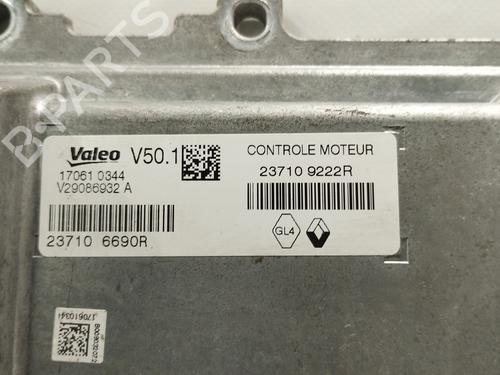 Valeo V50.1
17061 0344
V29086932 A
23710 6690R
CONTROLE MOTEUR
23710 9222R
GL4
B-PARTS